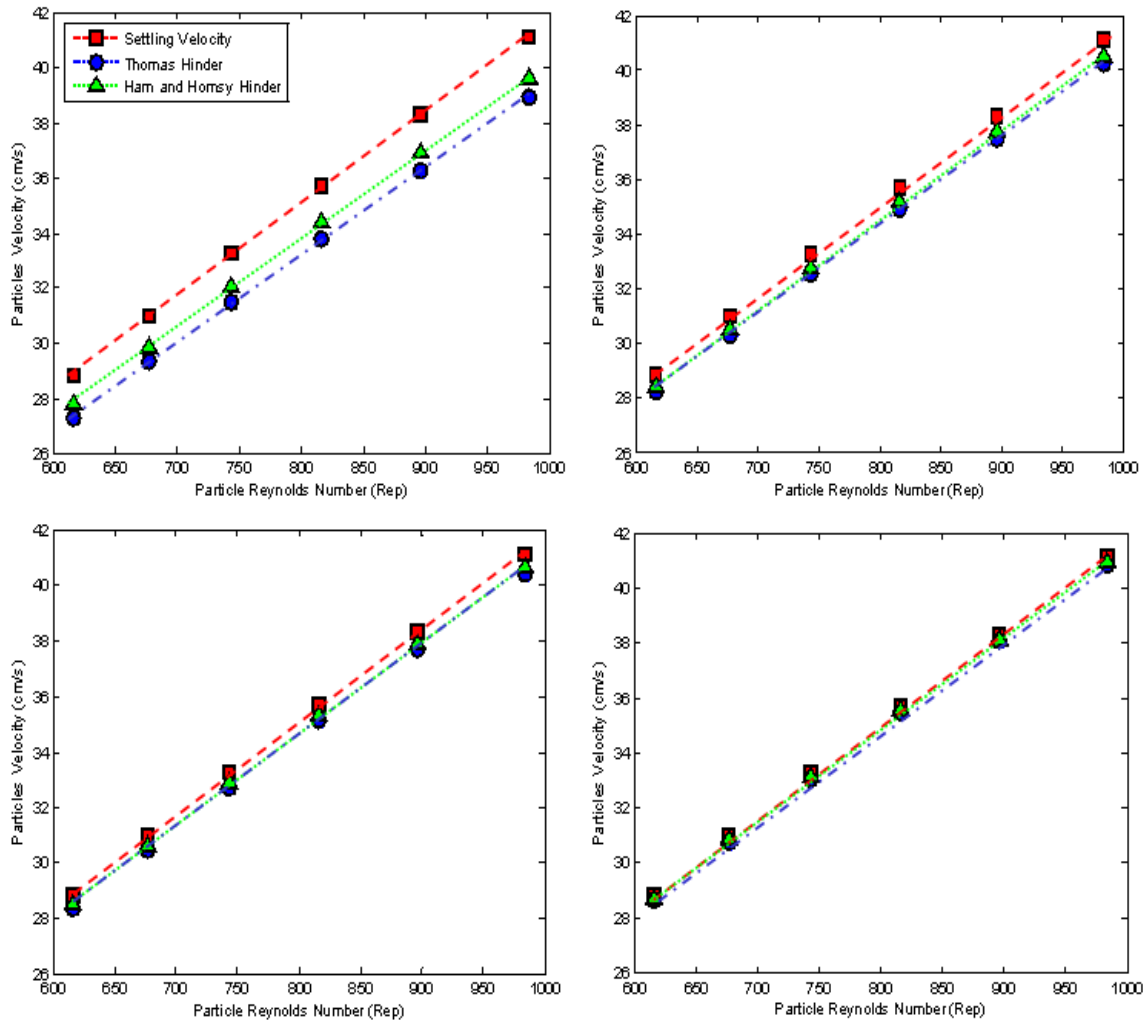 42
40
38
36
34
32
30
28
26
Particles Velocity (cm/s)
Settling Velocity
Thomas Hinder
Ham and Homsy Hinder
600 650 700 750 800 850 900 950 1000
Particle Reynolds Number (Rep)
42
40
38
36
34
32
30
28
26
Particles Velocity (cm/s)
600 650 700 750 800 850 900 950 1000
Particle Reynolds Number (Rep)
42
40
38
36
34
32
30
28
26
Particles Velocity (cm/s)
600 650 700 750 800 850 900 950 1000
Particle Reynolds Number (Rep)
42
40
38
36
34
32
30
28
26
Particles Velocity (cm/s)
600 650 700 750 800 850 900 950 1000
Particle Reynolds Number (Rep)